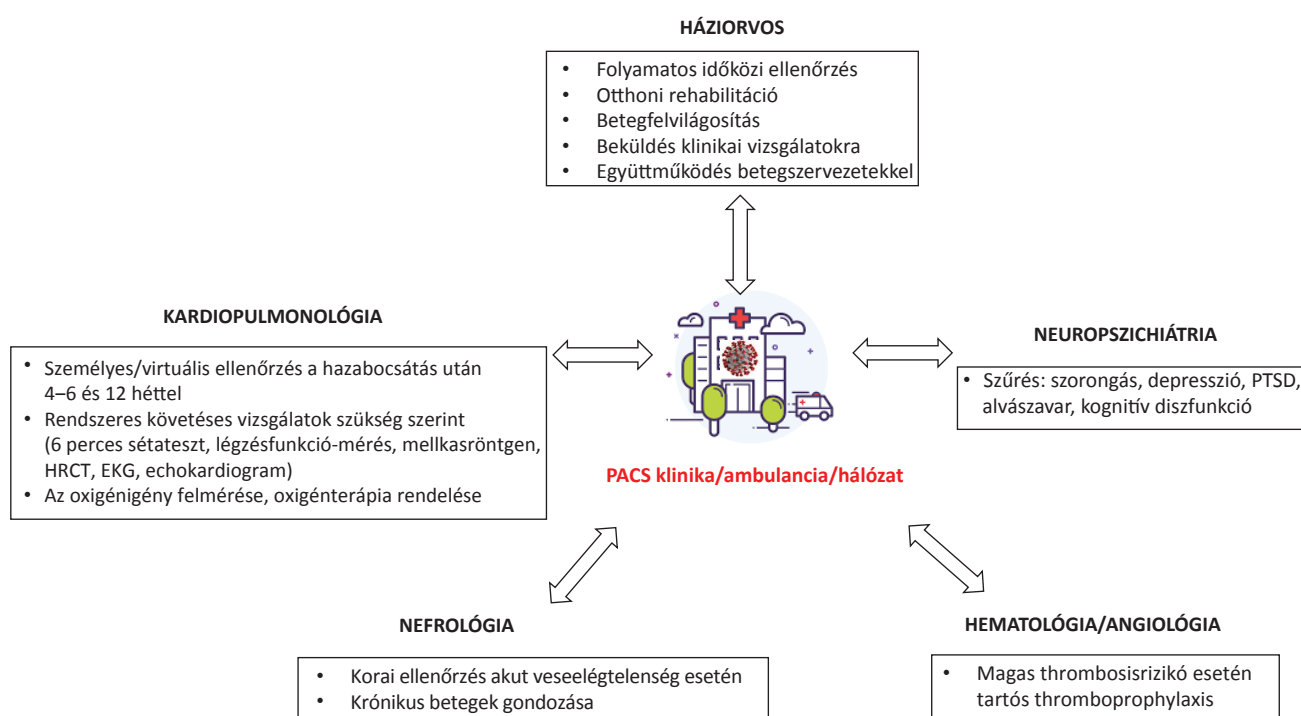 HÁZIORVOS
• Folyamatos időközi ellenőrzés
• Otthoni rehabilitáció
• Betegfelvilágosítás
• Beküldés klinikai vizsgálatokra
• Együttműködés betegszervezetekkel
KARDIOPULMONOLÓGIA
• Személyes/virtuális ellenőrzés a hazabocsátás után
4–6 és 12 héttel
• Rendszeres követéses vizsgálatok szükség szerint
(6 perces sétateszt, légzésfunkció-mérés, mellkasröntgen,
HRCT, EKG, echokardiogram)
• Az oxigénigény felmérése, oxigénterápia rendelése
NEUROPSZICHIÁTRIA
• Szűrés: szorongás, depresszió, PTSD,
alvászavar, kognitív diszfunkció
PACS klinika/ambulancia/hálózat
NEFROLÓGIA
• Korai ellenőrzés akut veseelégtelenség esetén
• Krónikus betegek gondozása
HEMATOLÓGIA/ANGIOLÓGIA
• Magas thrombosisrizikó esetén
tartós thromboprophylaxis